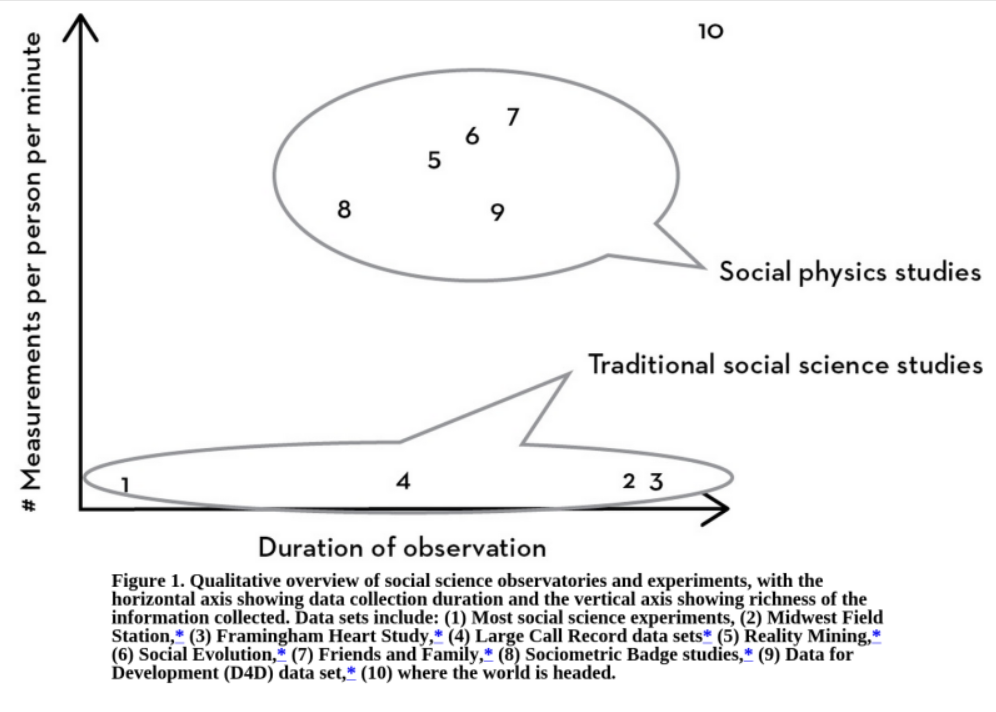 10
# Measurements per person per minute
7
6
5
8
9
Social physics studies
Traditional social science studies
1
4
2 3
Duration of observation
Figure 1. Qualitative overview of social science observatories and experiments, with the
horizontal axis showing data collection duration and the vertical axis showing richness of the
information collected. Data sets include: (1) Most social science experiments, (2) Midwest Field
Station,* (3) Framingham Heart Study,* (4) Large Call Record data sets* (5) Reality Mining,*
(6) Social Evolution,* (7) Friends and Family,* (8) Sociometric Badge studies,* (9) Data for
Development (D4D) data set,* (10) where the world is headed.